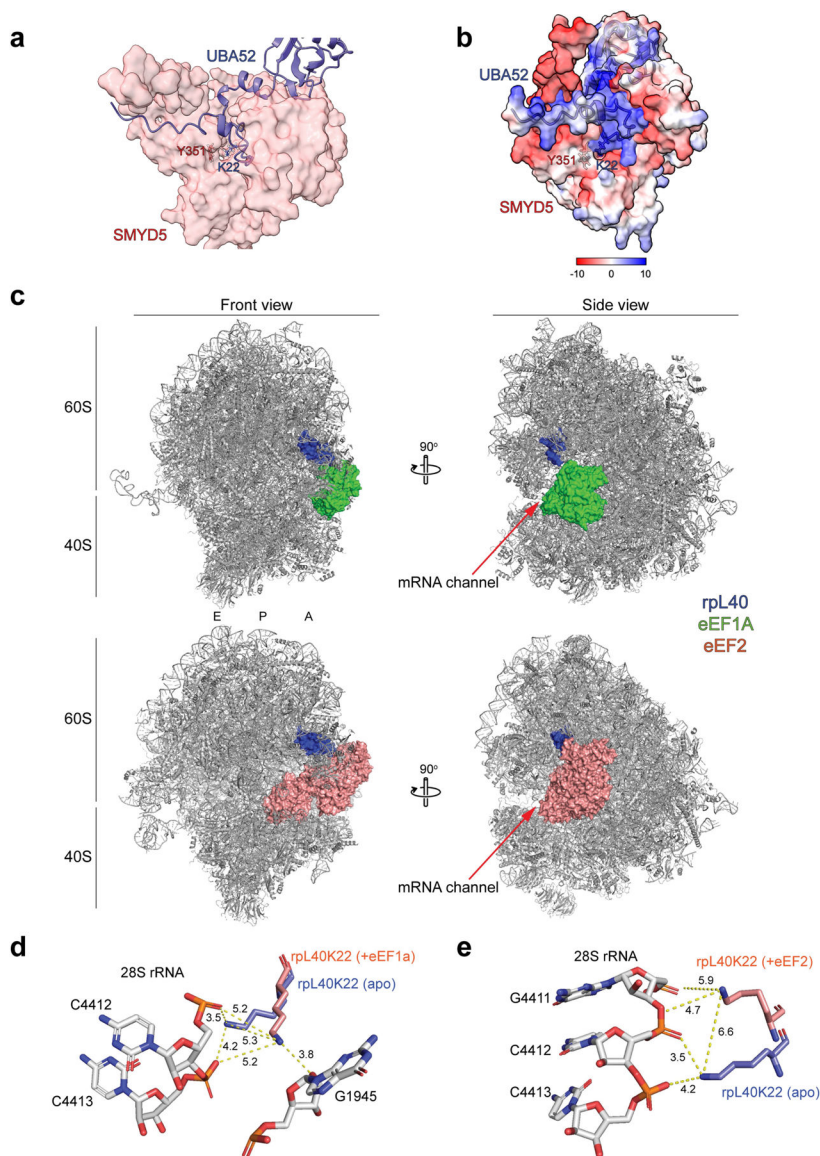 a
UBA52
Y351
K22
SMYD5
b
UBA52
Y351
K22
SMYD5
-10 0 10
c
Front view
Side view
60S
40S
90°
mRNA channel
E P A
rpL40
eEF1A
eEF2
60S
40S
90°
mRNA channel
d
28S rRNA
rpL40K22 (+eEF1a)
rpL40K22 (apo)
C4412
C4413
G1945
5.2
3.5
5.3
4.2
5.2
3.8
e
28S rRNA
rpL40K22 (+eEF2)
G4411
C4412
C4413
5.9
4.7
6.6
3.5
4.2
rpL40K22 (apo)